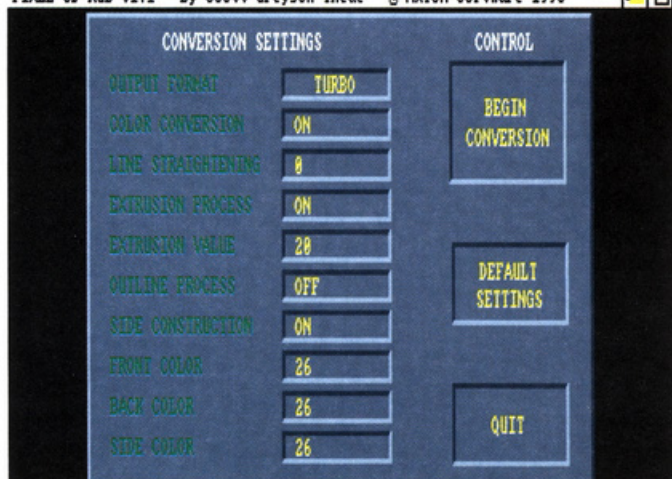 CONVERSION SETTINGS
CONTROL
OUTPUT FORMAT TURBO
COLOR CONVERSION ON
LINE STRAIGHTENING 0
EXTRUSION PROCESS ON
EXTRUSION VALUE 20
OUTLINE PROCESS OFF
SIDE CONSTRUCTION ON
FRONT COLOR 26
BACK COLOR 26
SIDE COLOR 26
BEGIN
CONVERSION
DEFAULT
SETTINGS
QUIT